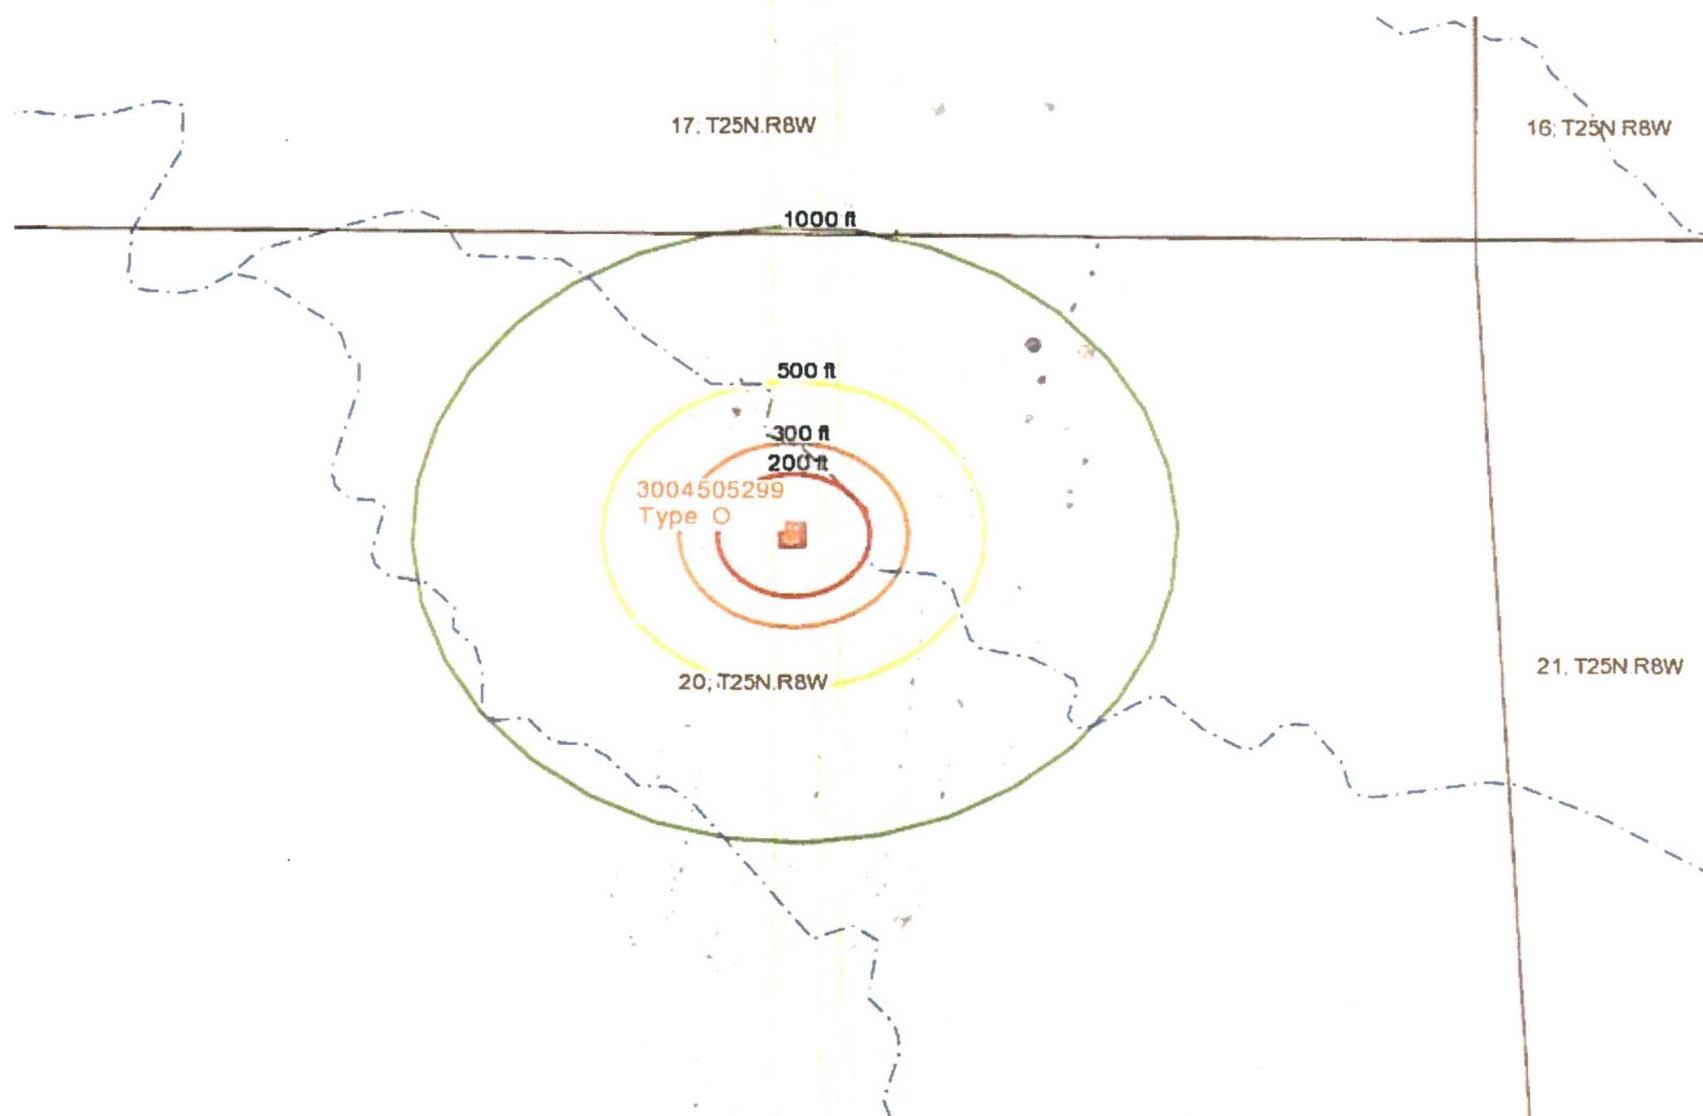 17; T25N R8W
16; T25N R8W
1000 ft
500 ft
300 ft
200 ft
3004505299
Type O
20; T25N R8W
21; T25N R8W